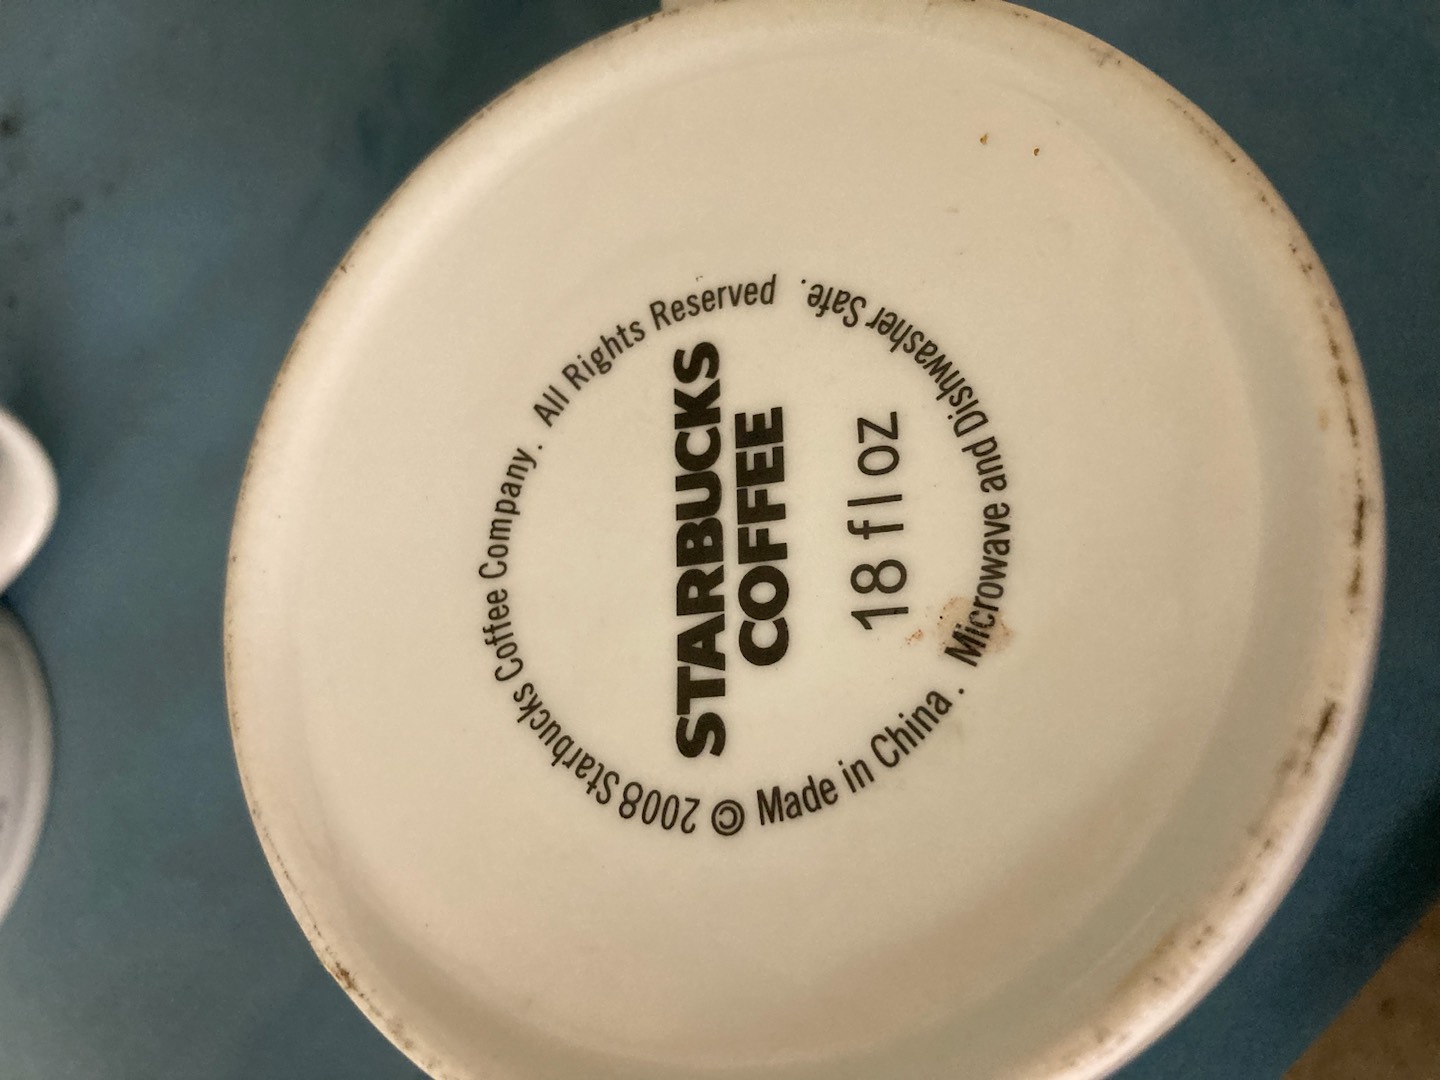 © 2008 Starbucks Coffee Company. All Rights Reserved
STARBUCKS
COFFEE
18 fl oz
Made in China. Microwave and Dishwasher Safe.